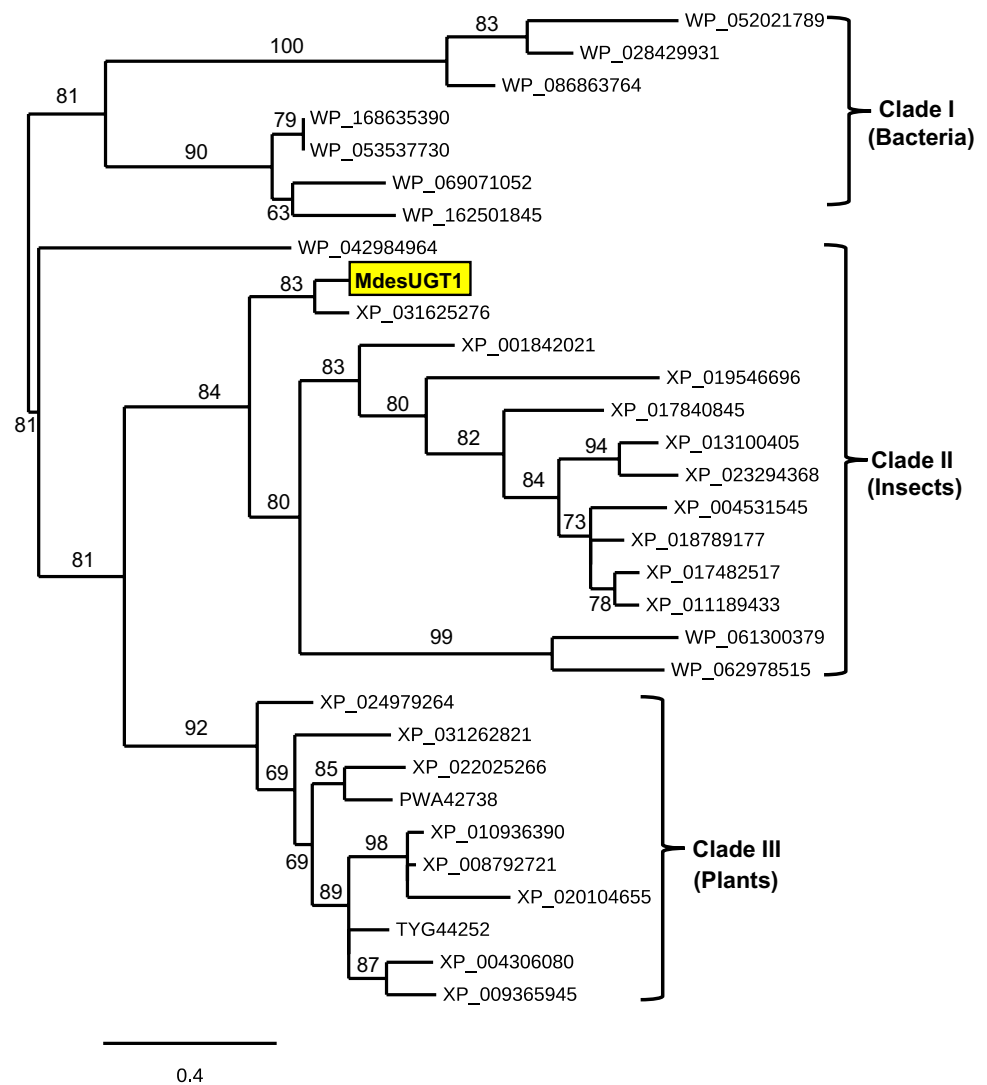 WP_052021789
83
WP_028429931
100
WP_086863764
81
Clade I
(Bacteria)
79
WP_168635390
WP_053537730
90
WP_069071052
63
WP_162501845
WP_042984964
MdesUGT1
83
XP_031625276
XP_001842021
83
XP_019546696
84
80
XP_017840845
81
82
94
XP_013100405
Clade II
(Insects)
XP_023294368
84
XP_004531545
80
73
XP_018789177
81
XP_017482517
78
XP_011189433
99
WP_061300379
WP_062978515
XP_024979264
92
XP_031262821
69
85
XP_022025266
PWA42738
XP_010936390
98
Clade III
(Plants)
69
XP_008792721
89
XP_020104655
TYG44252
87
XP_004306080
XP_009365945
0.4